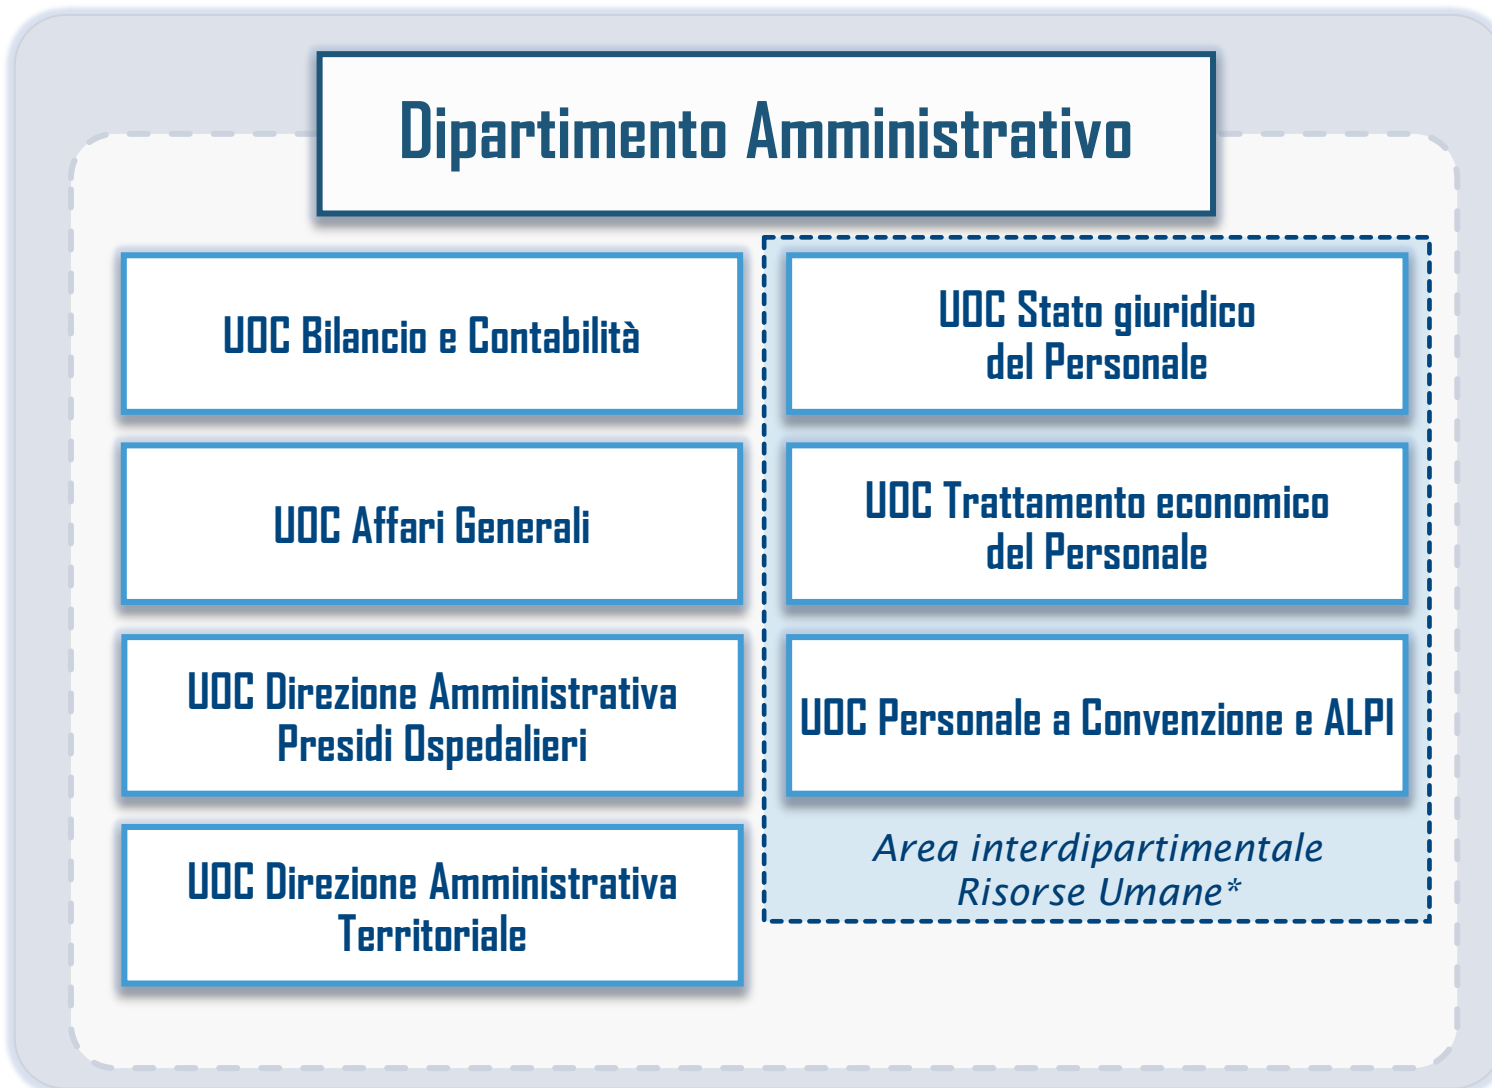 Dipartimento Amministrativo
UOC Bilancio e Contabilità
UOC Affari Generali
UOC Direzione Amministrativa
Presidi Ospedalieri
UOC Direzione Amministrativa
Territoriale
UOC Stato giuridico
del Personale
UOC Trattamento economico
del Personale
UOC Personale a Convenzione e ALPI
Area interdipartimentale
Risorse Umane*